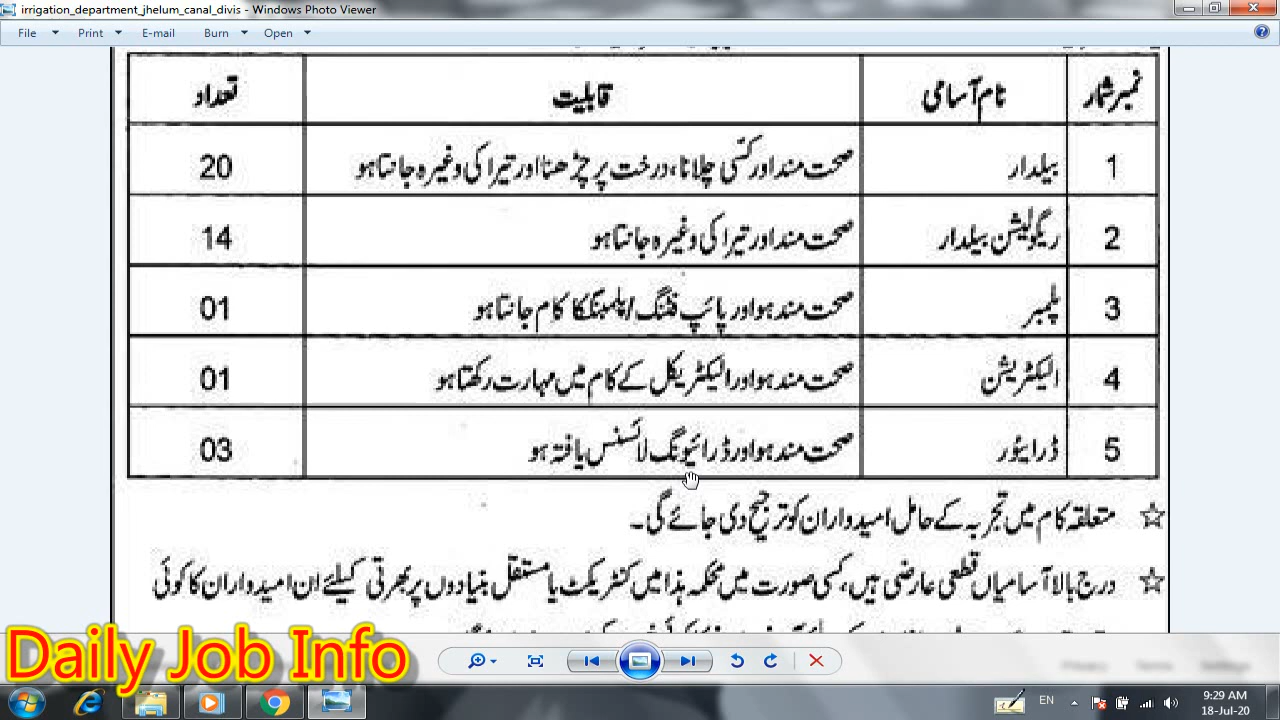 irrigation_department_jhelum_canal_divis - Windows Photo Viewer
File Print E-mail Burn Open
نمبر شمار نام آسامی قابلیت تعداد
1 بیلدار صحت مند اور کسّی چلانا، درخت پر چڑھنا اور تیراکی وغیرہ جانتا ہو 20
2 ریگولیشن بیلدار صحت مند اور تیراکی وغیرہ جانتا ہو 14
3 پلمبر صحت مند ہو اور پائپ فٹنگ / پلمبنگ کا کام جانتا ہو 01
4 الیکٹریشن صحت مند ہو اور الیکٹریکل کے کام میں مہارت رکھتا ہو 01
5 ڈرائیور صحت مند ہو اور ڈرائیونگ لائسنس یافتہ ہو 03
☆ متعلقہ کام میں تجربہ کے حامل امیدواران کو ترجیح دی جائے گی۔
☆ درج بالا آسامیاں قطعی عارضی ہیں، کسی صورت میں محکمہ ہذا میں کنٹریکٹ یا مستقل بنیادوں پر بھرتی کیلئے ان امیدواران کا کوئی
Daily Job Info
EN
9:29 AM
18-Jul-20